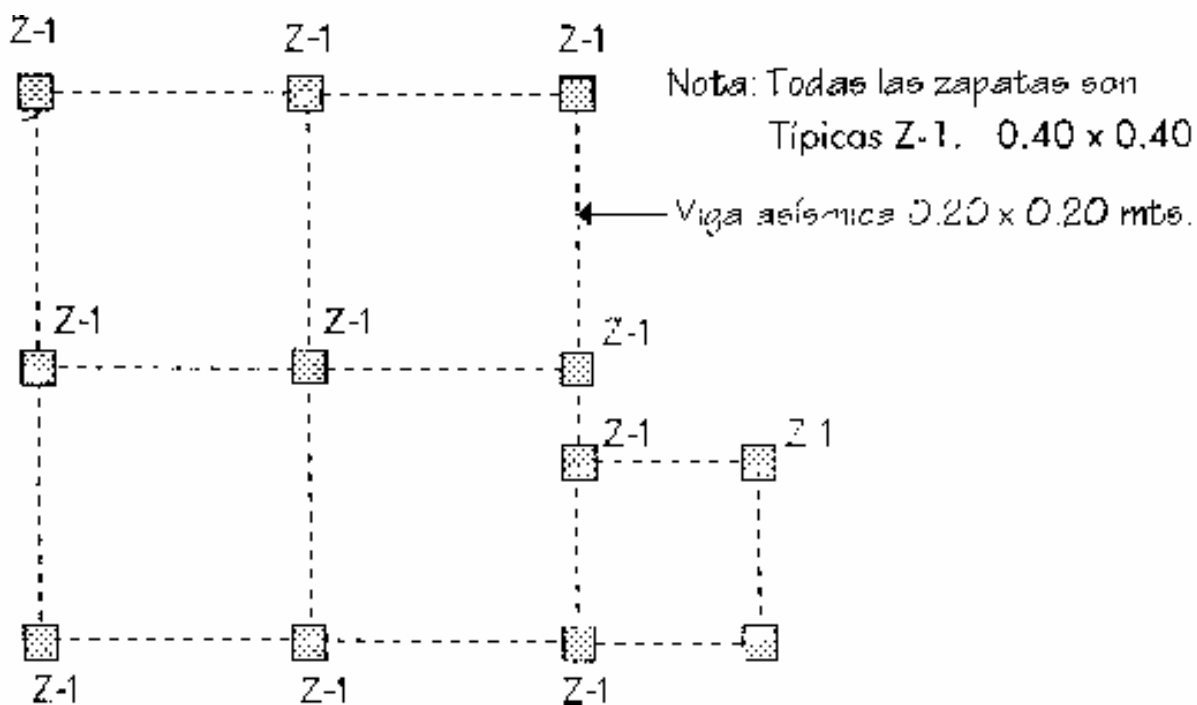 Z-1 Z-1 Z-1
Nota: Todas las zapatas son
Típicas Z-1. 0.40 x 0.40
Viga asísmica 0.20 x 0.20 mts.
Z-1 Z-1 Z-1
Z-1 Z-1
Z-1 Z-1 Z-1